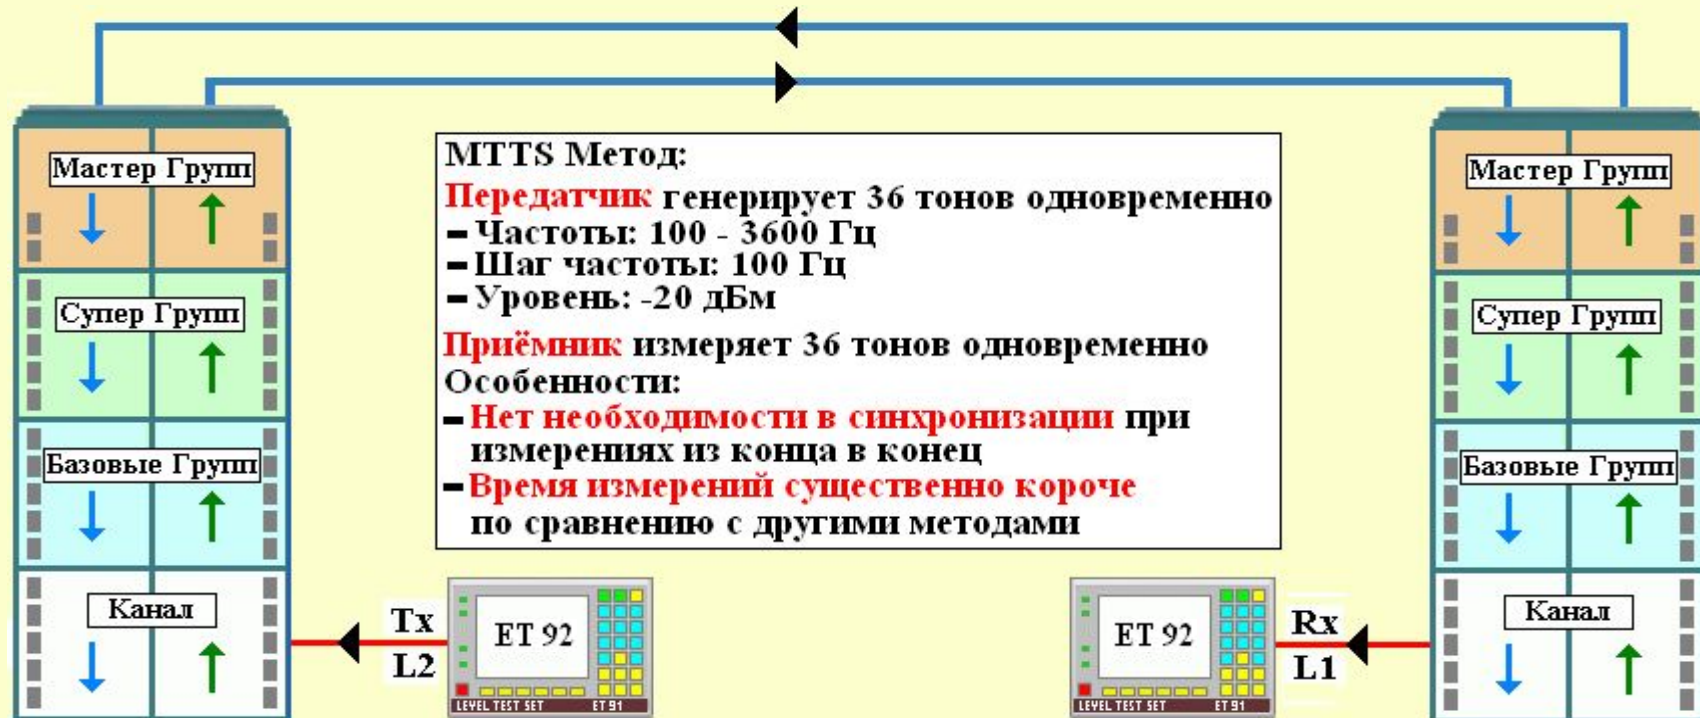 Мастер Групп
Супер Групп
Базовые Групп
Канал
MTTS Метод:
Передатчик генерирует 36 тонов одновременно
- Частоты: 100 - 3600 Гц
- Шаг частоты: 100 Гц
- Уровень: -20 дБм
Приёмник измеряет 36 тонов одновременно
Особенности:
- Нет необходимости в синхронизации при
измерениях из конца в конец
- Время измерений существенно короче
по сравнению с другими методами
Tx
L2
ET 92
LEVEL TEST SET ET 91
ET 92
LEVEL TEST SET ET 91
Rx
L1
Мастер Групп
Супер Групп
Базовые Групп
Канал